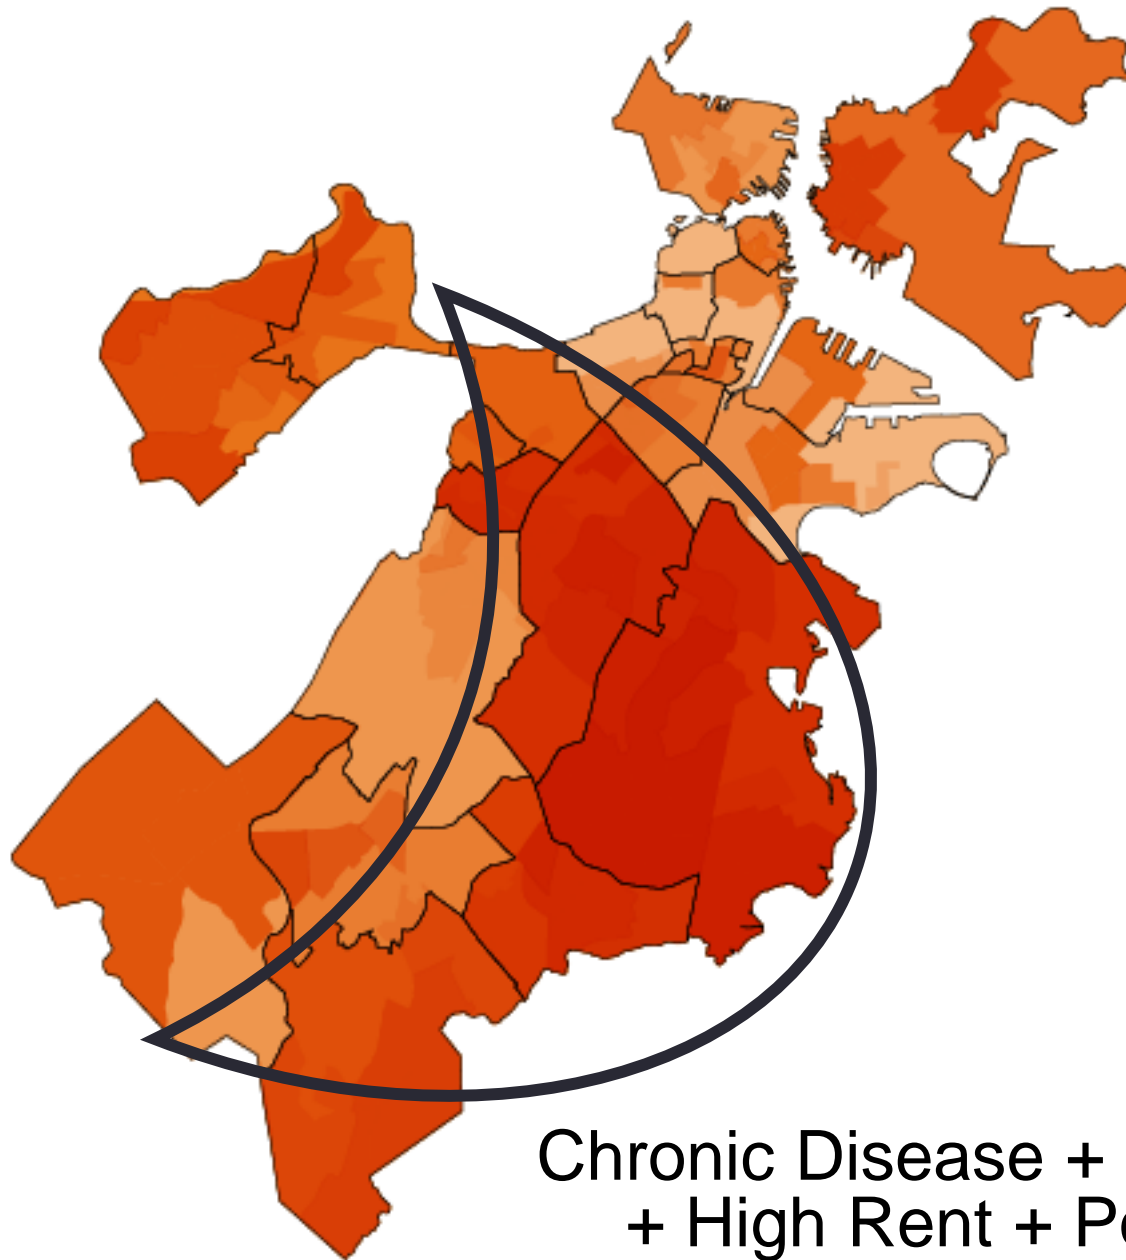 Chronic Disease +
+ High Rent +